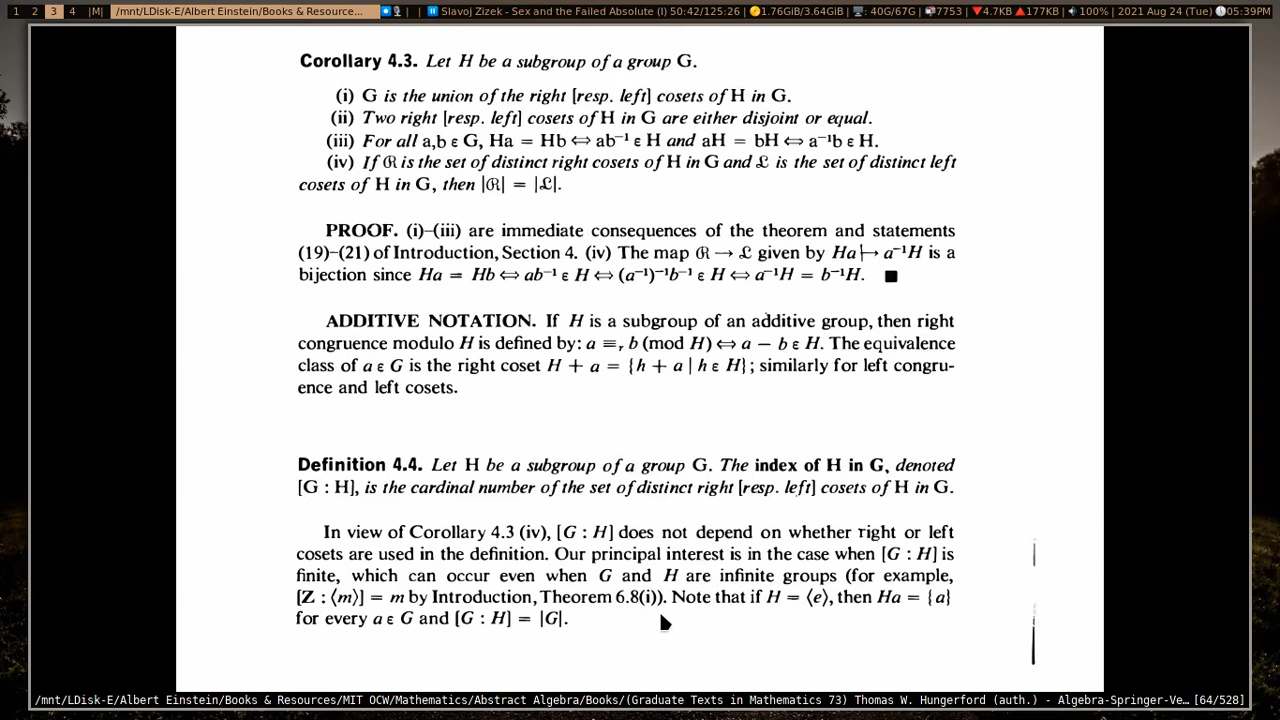 1 2 3 4 |M| /mnt/LDisk-E/Albert Einstein/Books & Resource... | | Slavoj Zizek - Sex and the Failed Absolute (I) 50:42/125:26 | 1.76GiB/3.64GiB | : 40G/67G | 7753 | ▼4.7KB ▲177KB | 100% | 2021 Aug 24 (Tue) 05:39PM
Corollary 4.3. Let H be a subgroup of a group G.
(i) G is the union of the right [resp. left] cosets of H in G.
(ii) Two right [resp. left] cosets of H in G are either disjoint or equal.
(iii) For all a,b ε G, Ha = Hb ⇔ ab⁻¹ ε H and aH = bH ⇔ a⁻¹b ε H.
(iv) If ℛ is the set of distinct right cosets of H in G and ℒ is the set of distinct left
cosets of H in G, then |ℛ| = |ℒ|.
PROOF. (i)–(iii) are immediate consequences of the theorem and statements
(19)–(21) of Introduction, Section 4. (iv) The map ℛ → ℒ given by Ha ↦ a⁻¹H is a
bijection since Ha = Hb ⇔ ab⁻¹ ε H ⇔ (a⁻¹)⁻¹b⁻¹ ε H ⇔ a⁻¹H = b⁻¹H. ■
ADDITIVE NOTATION. If H is a subgroup of an additive group, then right
congruence modulo H is defined by: a ≡ᵣ b (mod H) ⇔ a − b ε H. The equivalence
class of a ε G is the right coset H + a = {h + a | h ε H}; similarly for left congru-
ence and left cosets.
Definition 4.4. Let H be a subgroup of a group G. The index of H in G, denoted
[G : H], is the cardinal number of the set of distinct right [resp. left] cosets of H in G.
In view of Corollary 4.3 (iv), [G : H] does not depend on whether right or left
cosets are used in the definition. Our principal interest is in the case when [G : H] is
finite, which can occur even when G and H are infinite groups (for example,
[Z : ⟨m⟩] = m by Introduction, Theorem 6.8(i)). Note that if H = ⟨e⟩, then Ha = {a}
for every a ε G and [G : H] = |G|.
/mnt/LDisk-E/Albert Einstein/Books & Resources/MIT OCW/Mathematics/Abstract Algebra/Books/(Graduate Texts in Mathematics 73) Thomas W. Hungerford (auth.) - Algebra-Springer-Ve… [64/528]